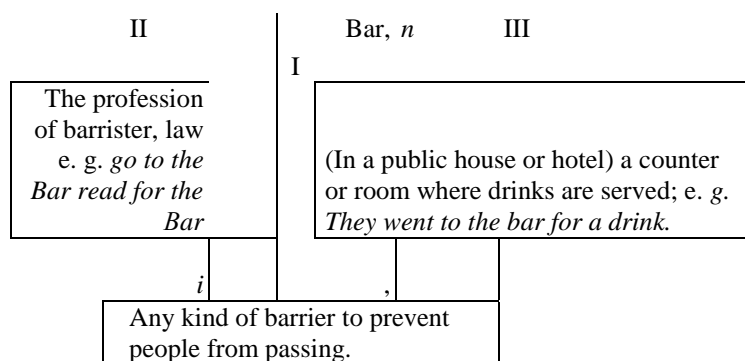 II Bar, n III
I
The profession
of barrister, law
e. g. go to the
Bar read for the
Bar
(In a public house or hotel) a counter
or room where drinks are served; e. g.
They went to the bar for a drink.
i ,
Any kind of barrier to prevent
people from passing.